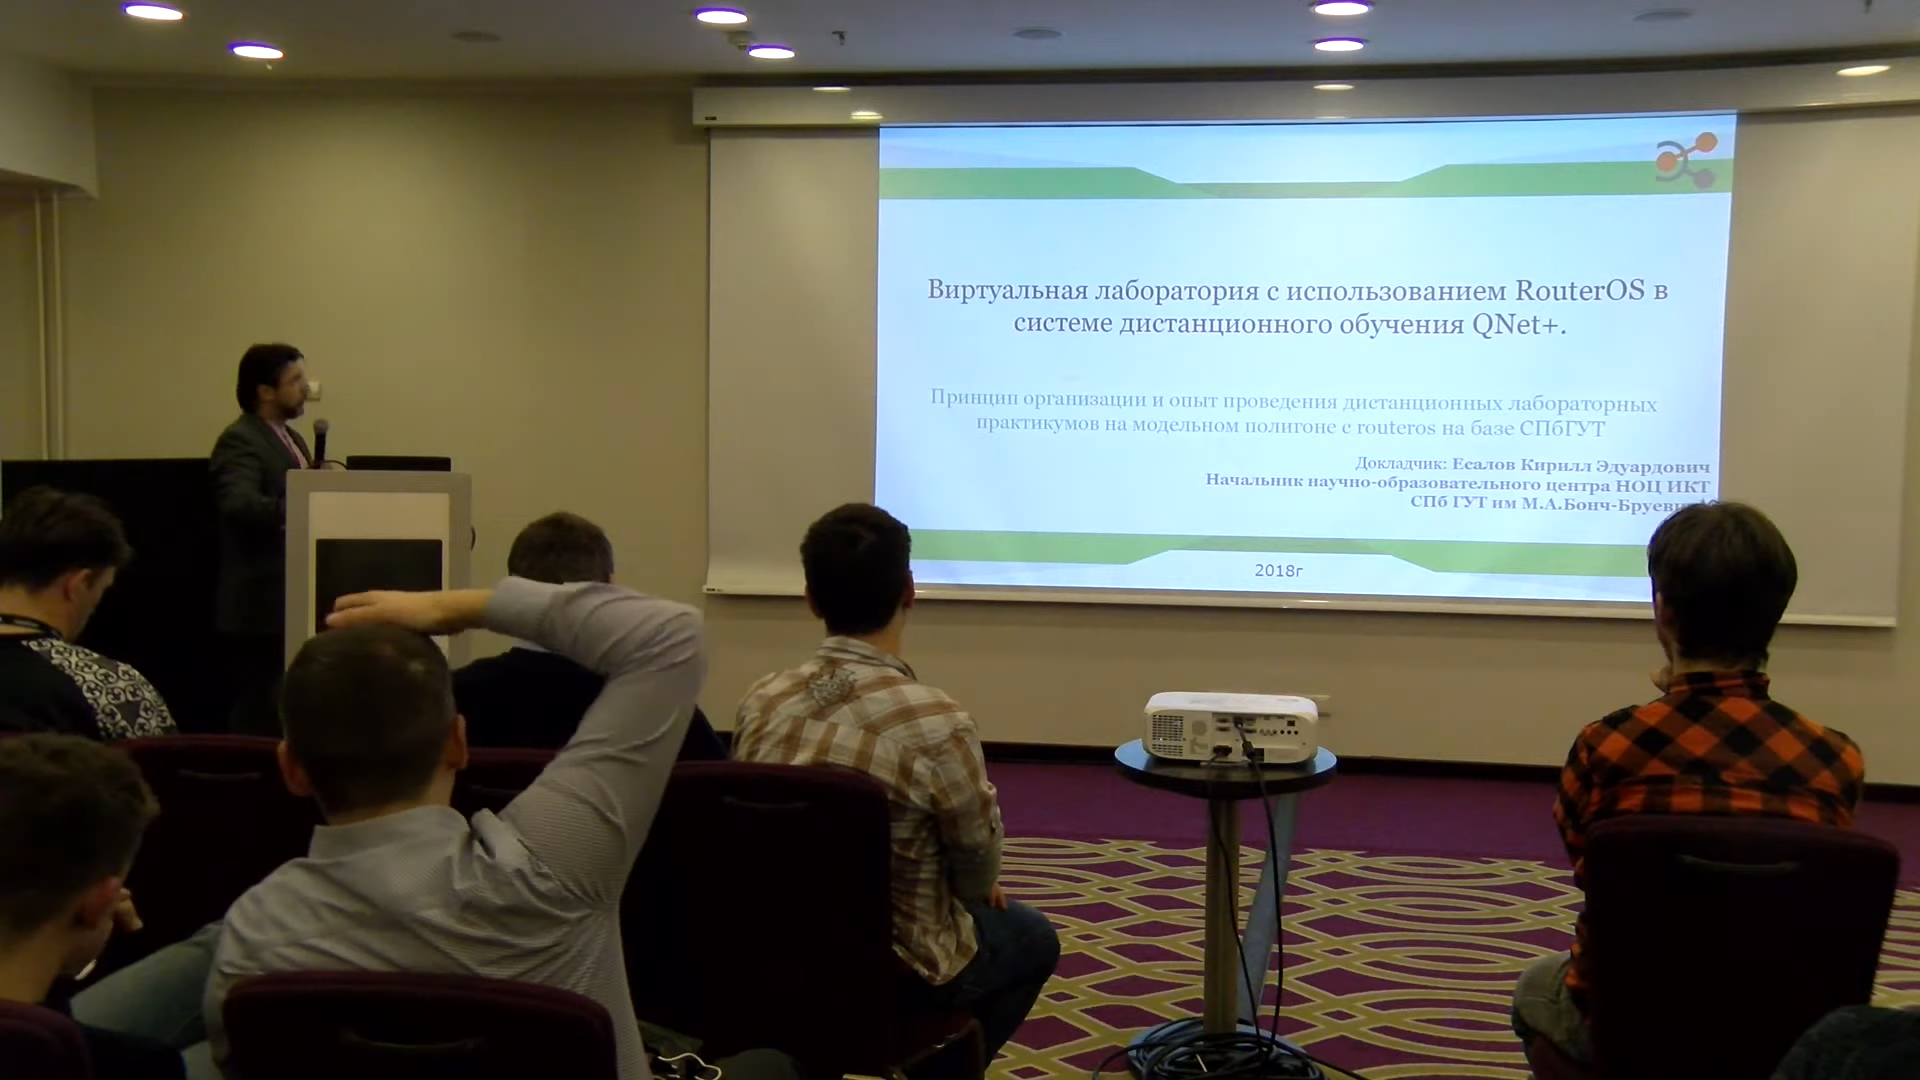 Виртуальная лаборатория с использованием RouterOS в
системе дистанционного обучения QNet+.
Принцип организации и опыт проведения дистанционных лабораторных
практикумов на модельном полигоне с routeros на базе СПбГУТ
Докладчик: Есалов Кирилл Эдуардович
Начальник научно-образовательного центра НОЦ ИКТ
СПб ГУТ им М.А.Бонч-Бруеви
2018г